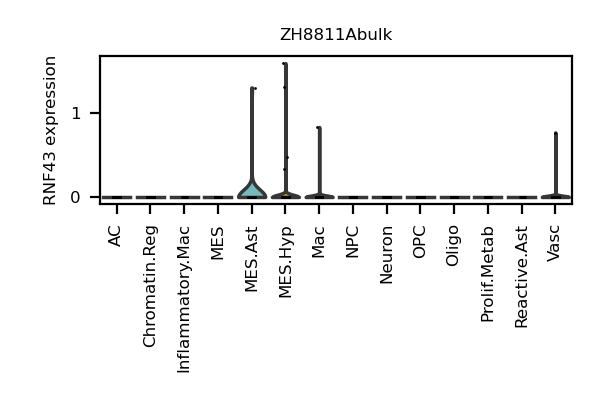 ZH8811Abulk
RNF43 expression
1
0
AC
Chromatin.Reg
Inflammatory.Mac
MES
MES.Ast
MES.Hyp
Mac
NPC
Neuron
OPC
Oligo
Prolif.Metab
Reactive.Ast
Vasc